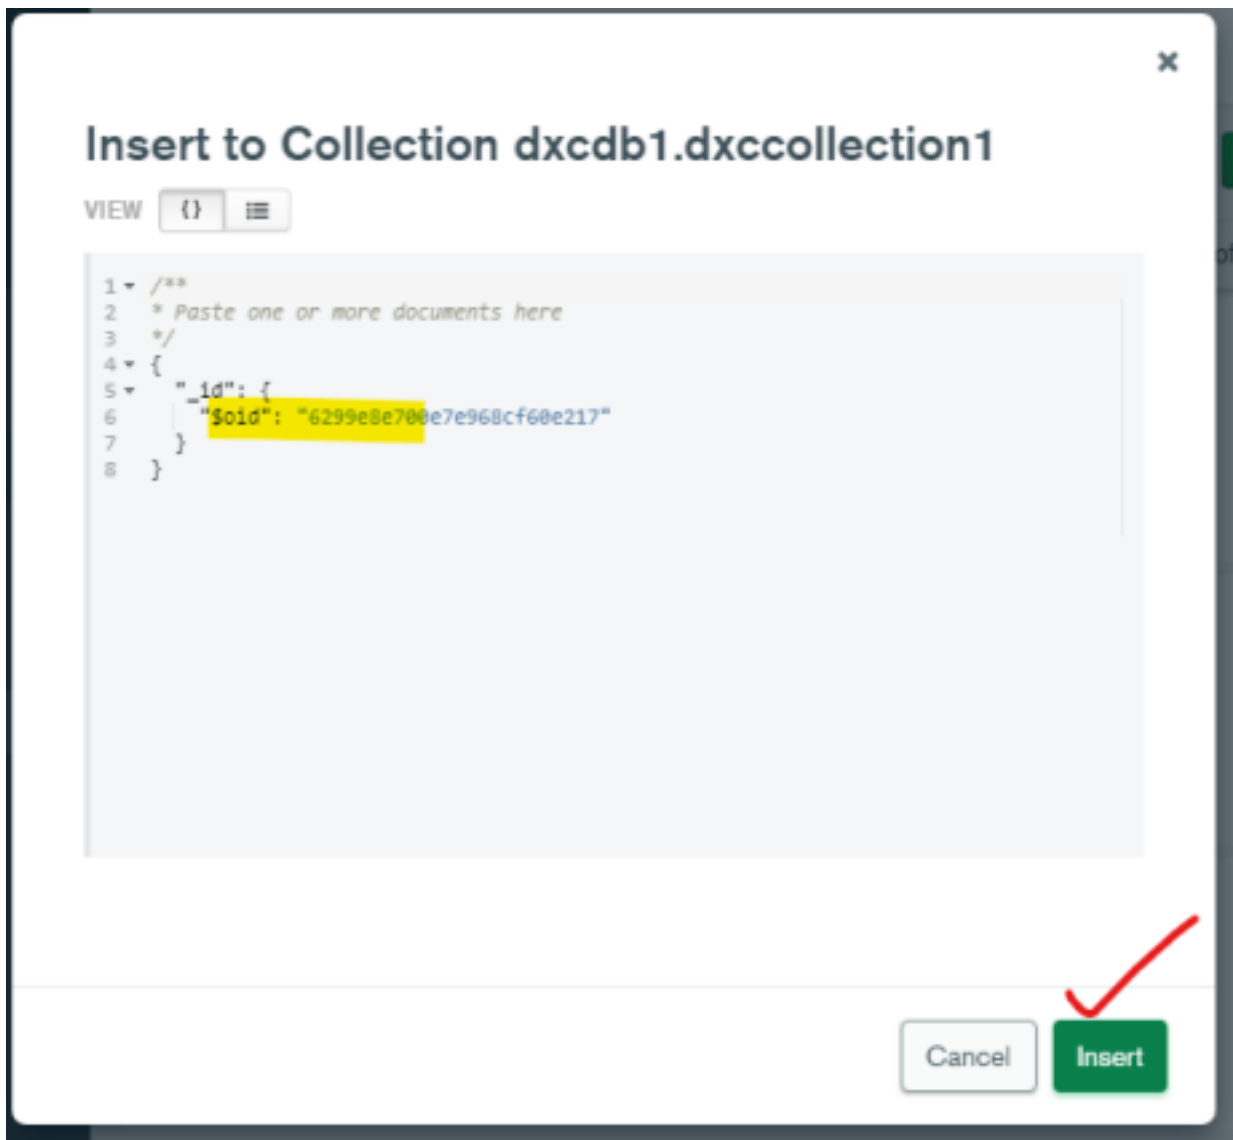 Insert to Collection dxcdb1.dxccollection1
VIEW {}
1 /**
2 * Paste one or more documents here
3 */
4 {
5 "_id": {
6 "$oid": "6299e8e700e7e968cf60e217"
7 }
8 }
Cancel Insert